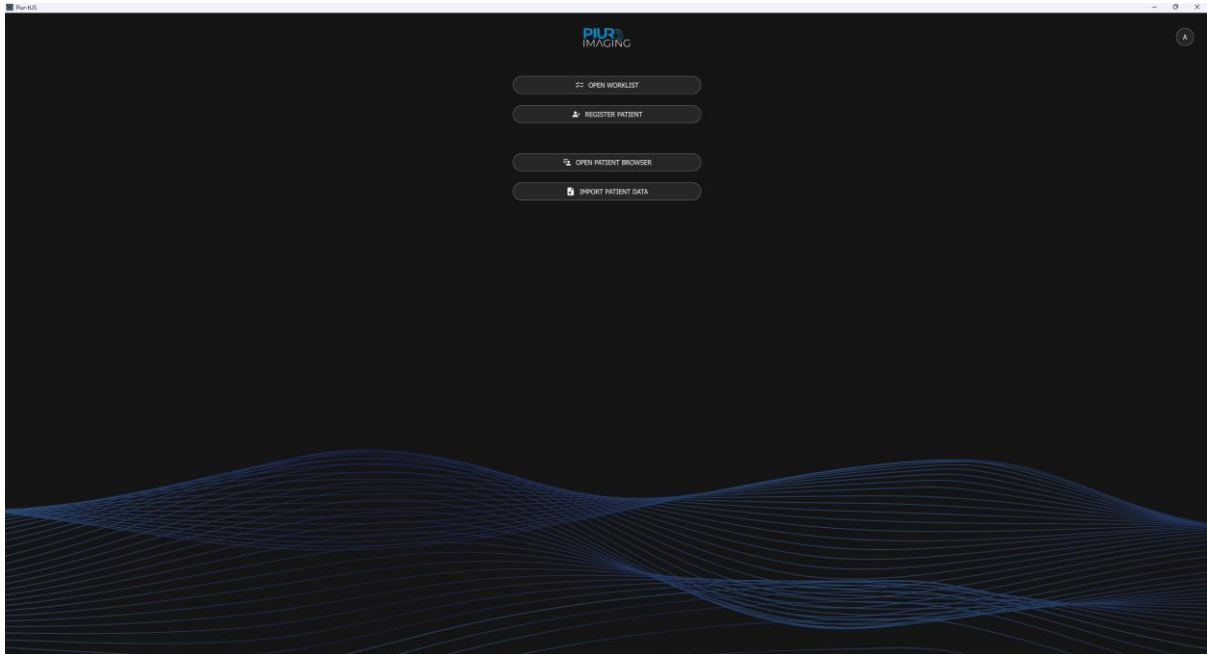 Piur-tUS
PIUR
IMAGING
A
OPEN WORKLIST
REGISTER PATIENT
OPEN PATIENT BROWSER
IMPORT PATIENT DATA